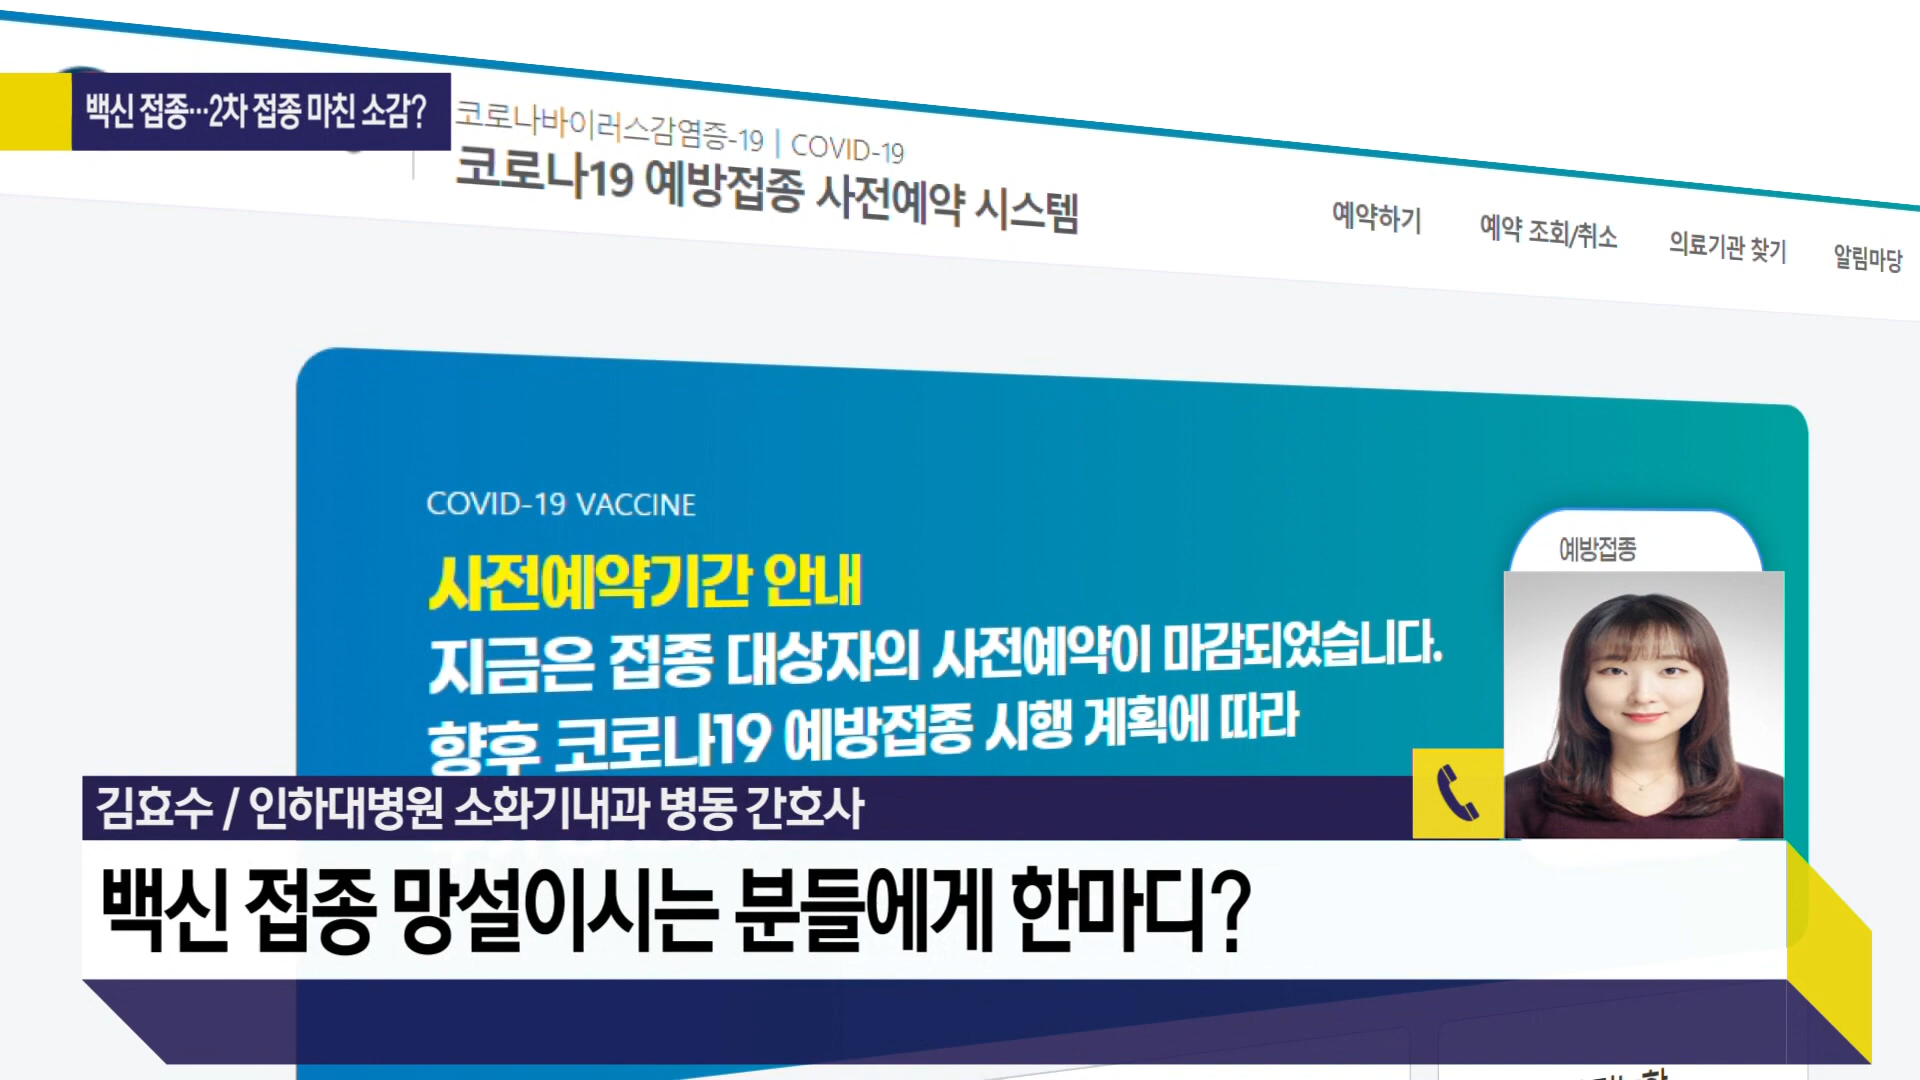 백신 접종…2차 접종 마친 소감?
코로나바이러스감염증-19 | COVID-19
코로나19 예방접종 사전예약 시스템
예약하기 예약 조회/취소 의료기관 찾기 알림마당
COVID-19 VACCINE
사전예약기간 안내
지금은 접종 대상자의 사전예약이 마감되었습니다.
향후 코로나19 예방접종 시행 계획에 따라
예방접종
김효수 / 인하대병원 소화기내과 병동 간호사
백신 접종 망설이시는 분들에게 한마디?